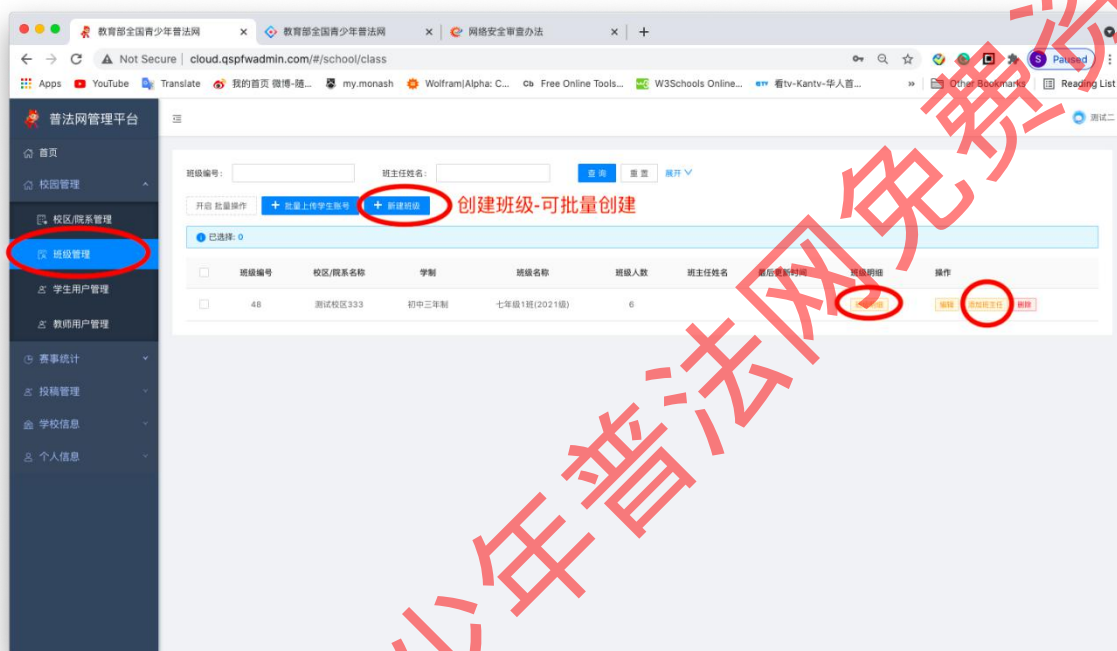 教育部全国青少年普法网
教育部全国青少年普法网
网络安全审查办法
Not Secure | cloud.qspfwadmin.com/#/school/class
Paused
Apps YouTube Translate 我的首页 微博-随... my.monash Wolfram|Alpha: C... Cb Free Online Tools... W3Schools Online... 看tv-Kantv-华人首... » Other Bookmarks Reading List
普法网管理平台
测试二
首页
校园管理
校区/院系管理
班级管理
学生用户管理
教师用户管理
赛事统计
投稿管理
学校信息
个人信息
班级编号: 班主任姓名: 查 询 重 置 展开
开启 批量操作 + 批量上传学生账号 + 新建班级 创建班级-可批量创建
已选择: 0
班级编号 校区/院系名称 学制 班级名称 班级人数 班主任姓名 最后更新时间 班级明细 操作
48 测试校区333 初中三年制 七年级1班(2021级) 6 班级明细 编辑 添加班主任 删除
少年普法网免费资